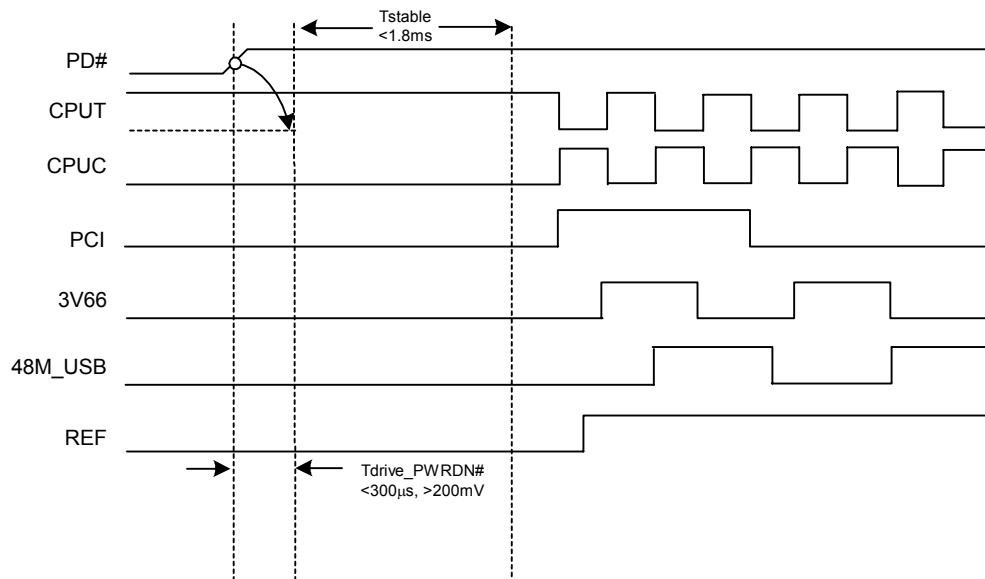 Tstable
<1.8ms
PD#
CPUT
CPUC
PCI
3V66
48M_USB
REF
Tdrive_PWRDN#
<300μs, >200mV